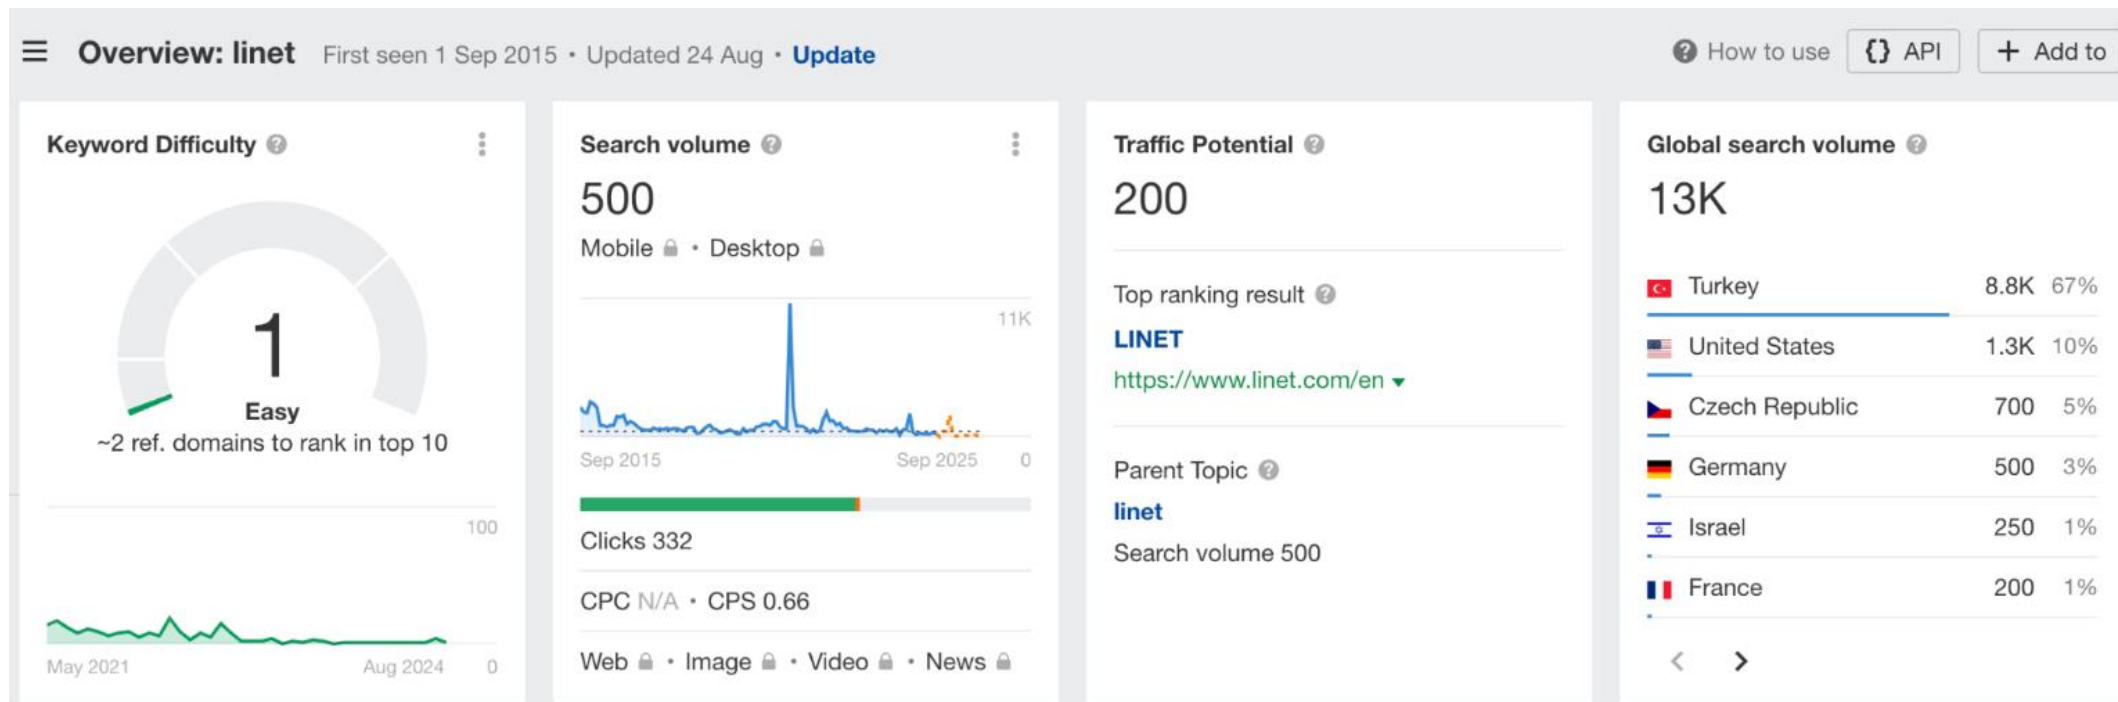 Overview: linet First seen 1 Sep 2015 • Updated 24 Aug • Update
? How to use {} API + Add to
Keyword Difficulty ?
1
Easy
~2 ref. domains to rank in top 10
100
May 2021 Aug 2024 0
Search volume ?
500
Mobile • Desktop
11K
Sep 2015 Sep 2025 0
Clicks 332
CPC N/A • CPS 0.66
Web • Image • Video • News
Traffic Potential ?
200
Top ranking result ?
LINET
https://www.linet.com/en
Parent Topic ?
linet
Search volume 500
Global search volume ?
13K
Turkey 8.8K 67%
United States 1.3K 10%
Czech Republic 700 5%
Germany 500 3%
Israel 250 1%
France 200 1%